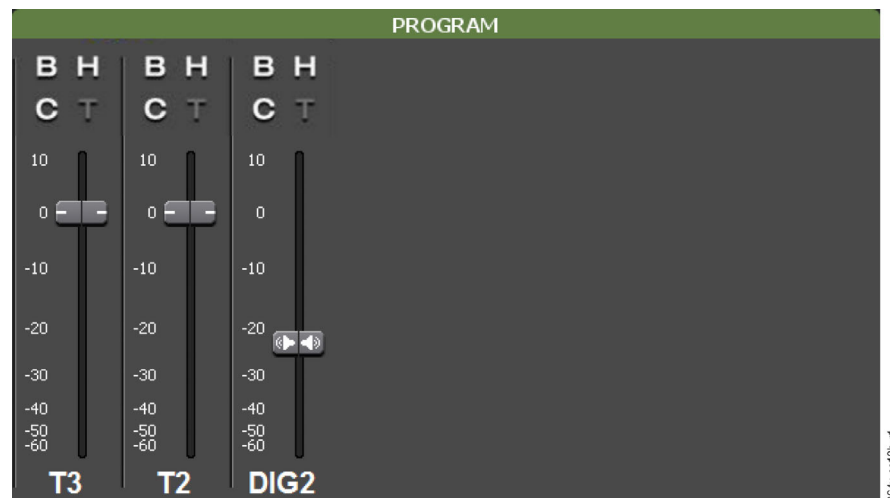 PROGRAM
B H B H B H
C T C T C T
10 10 10
0 0 0
-10 -10 -10
-20 -20 -20
-30 -30 -30
-40 -40 -40
-50 -50 -50
-60 -60 -60
T3 T2 DIG2